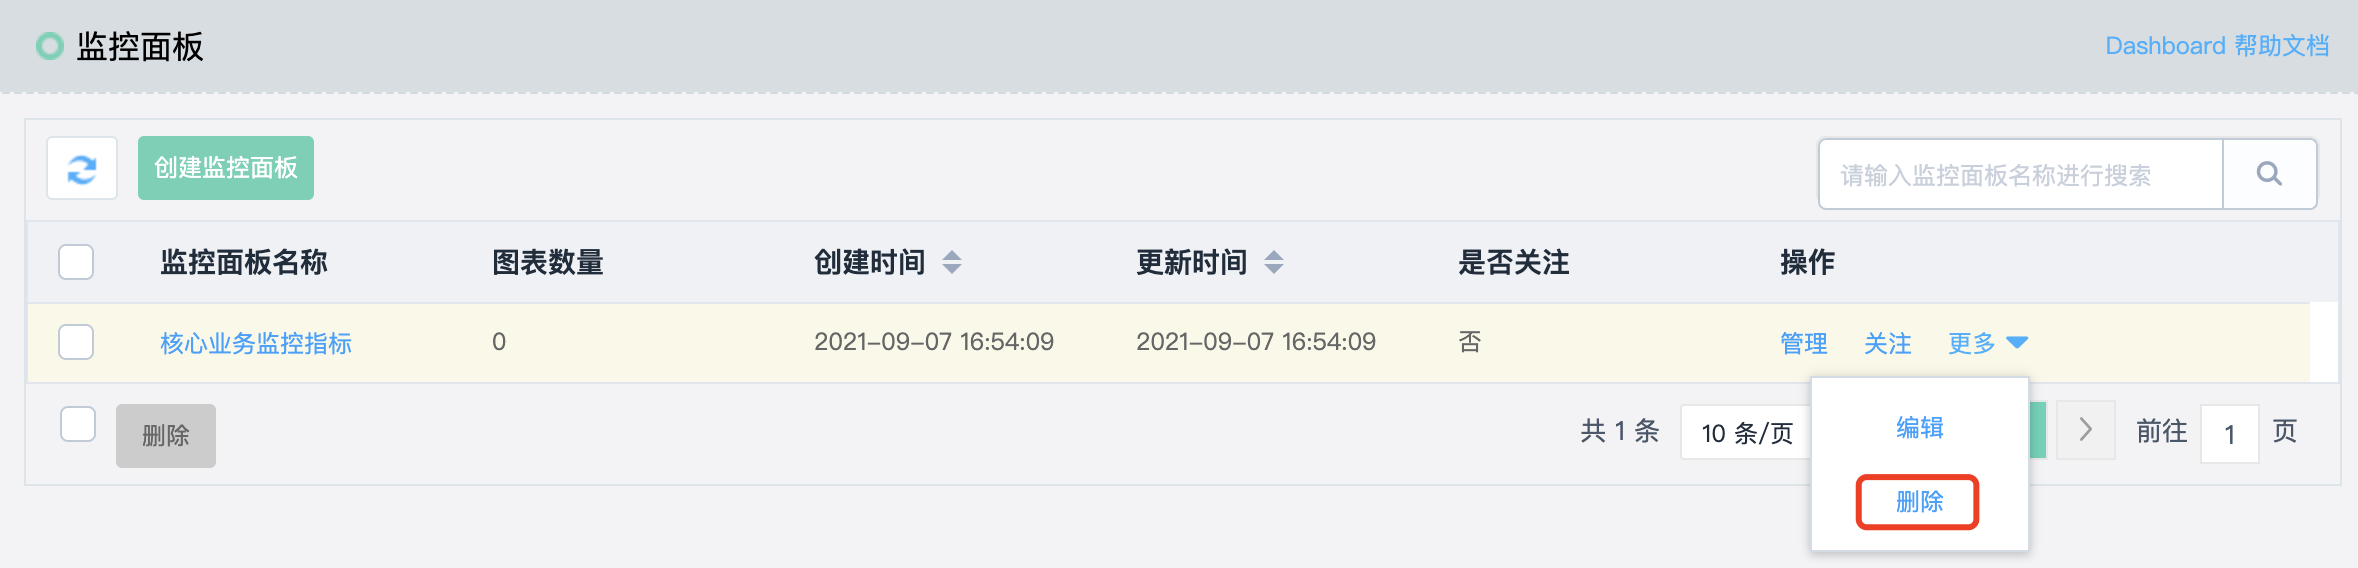 监控面板
Dashboard 帮助文档
创建监控面板
请输入监控面板名称进行搜索
监控面板名称 图表数量 创建时间 更新时间 是否关注 操作
核心业务监控指标 0 2021-09-07 16:54:09 2021-09-07 16:54:09 否 管理 关注 更多
删除 共 1 条 10 条/页 前往 1 页
编辑
删除